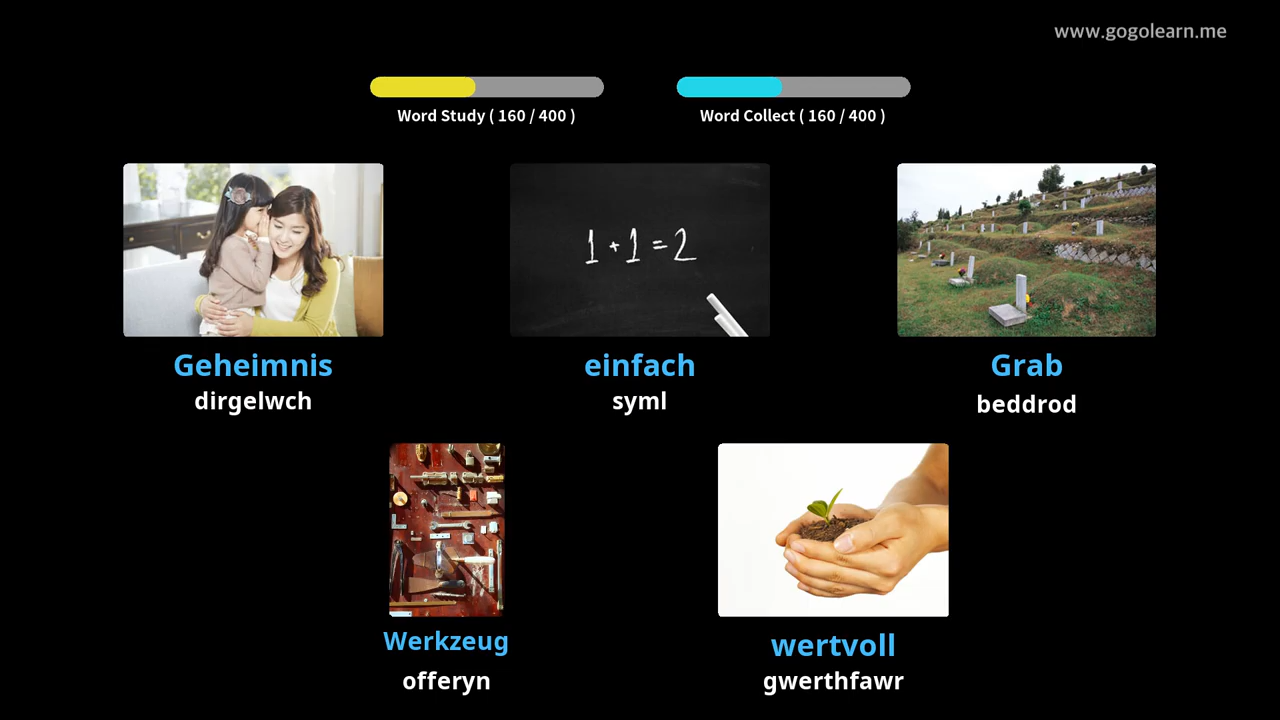 www.gogolearn.me
Word Study ( 160 / 400 )
Word Collect ( 160 / 400 )
1 + 1 = 2
Geheimnis
dirgelwch
einfach
syml
Grab
beddrod
Werkzeug
offeryn
wertvoll
gwerthfawr